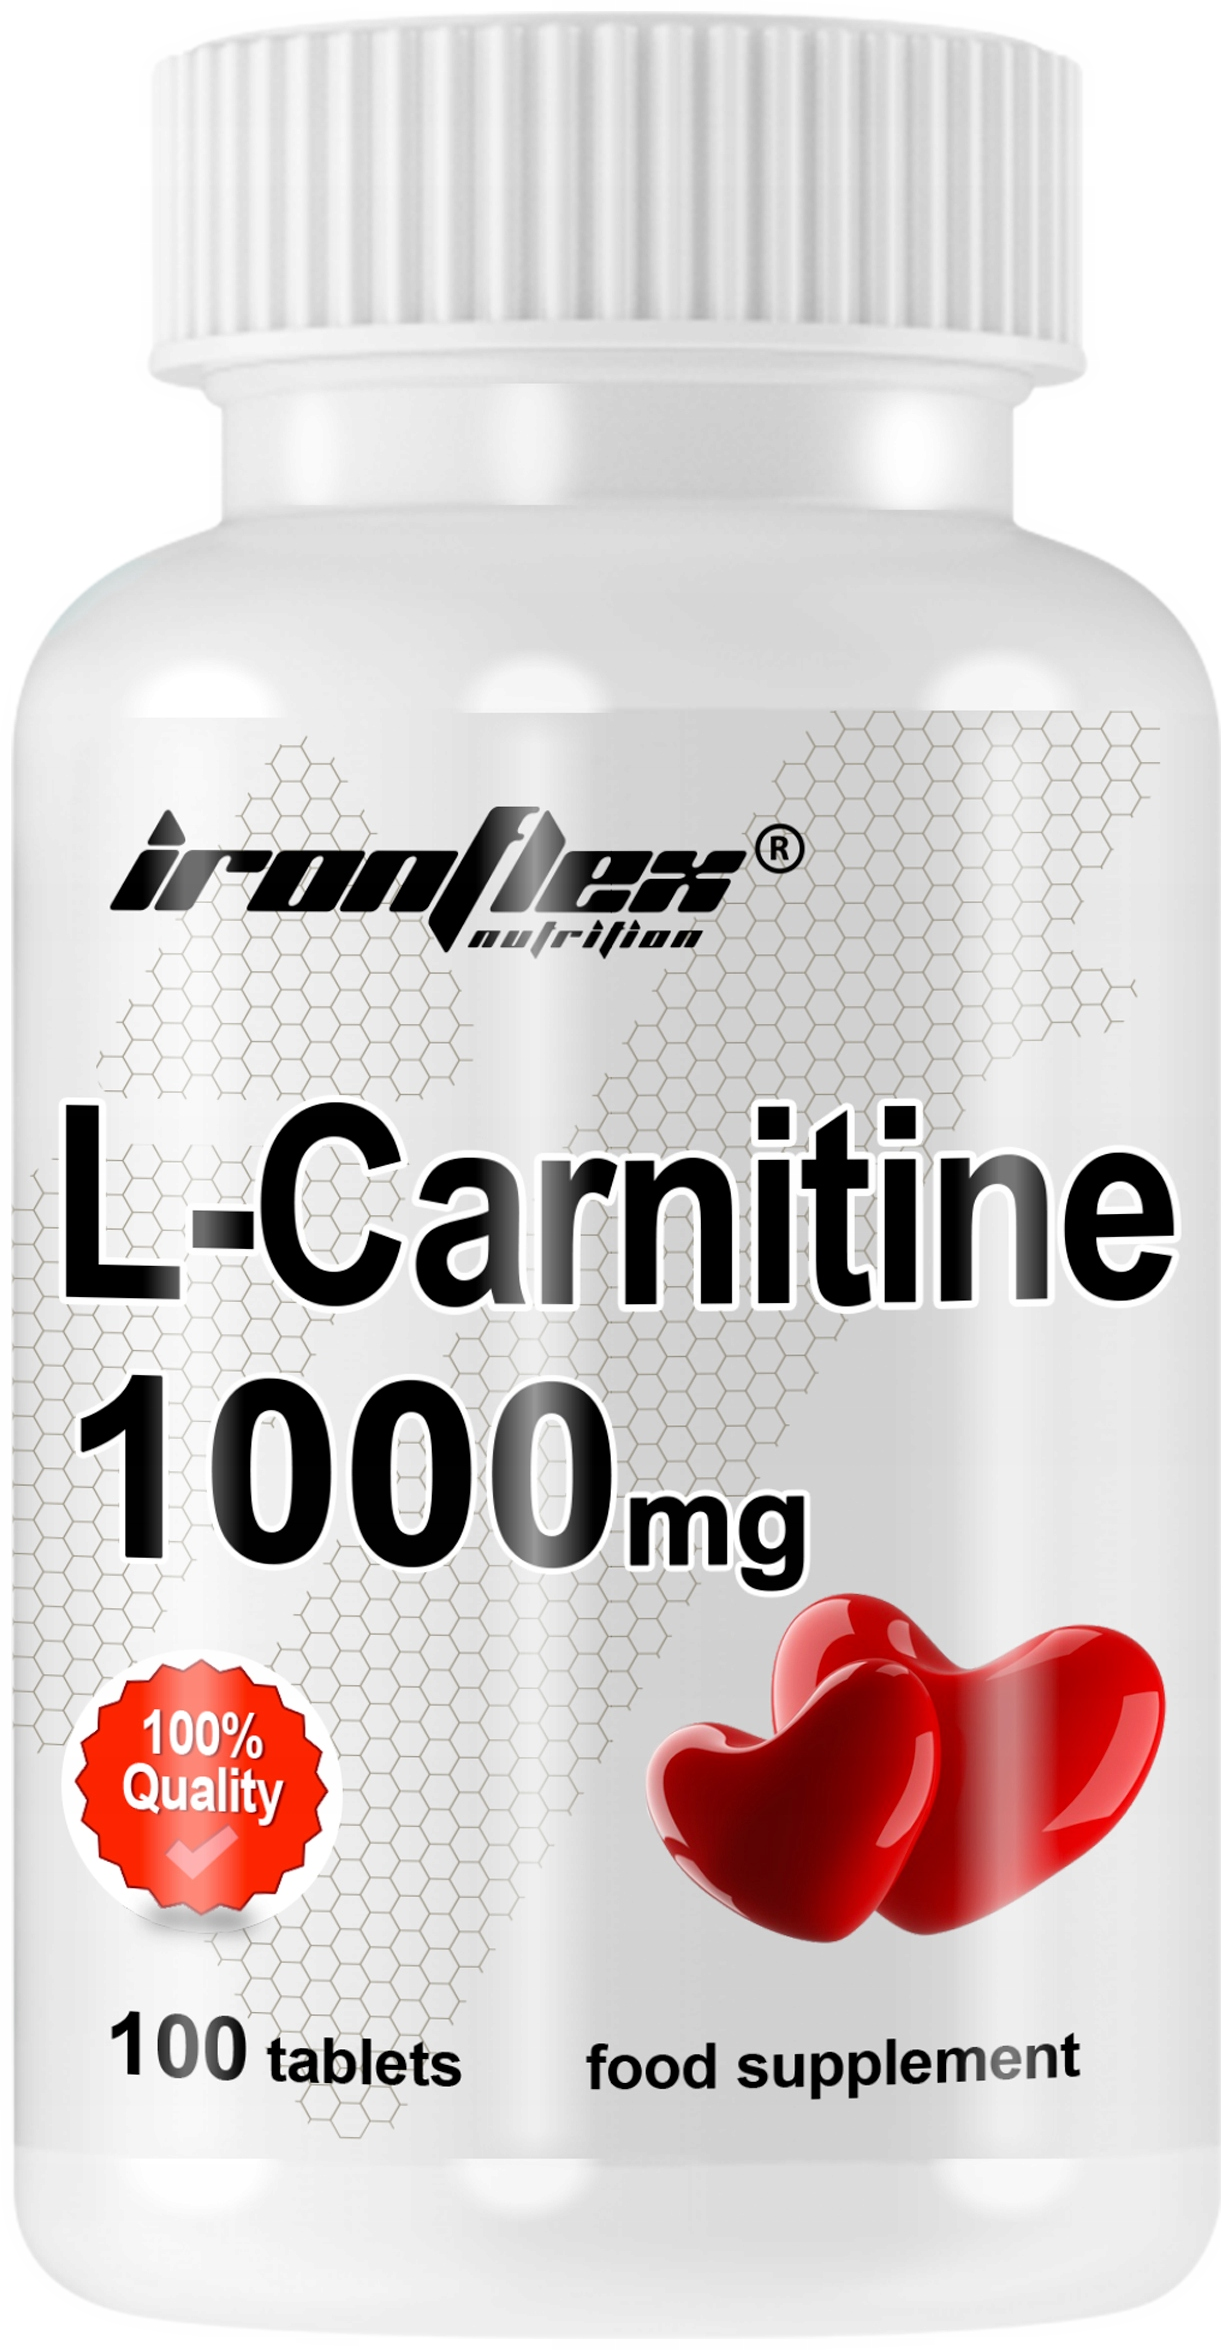 ironflex®
nutrition
L-Carnitine
1000mg
100%
Quality
100 tablets
food supplement